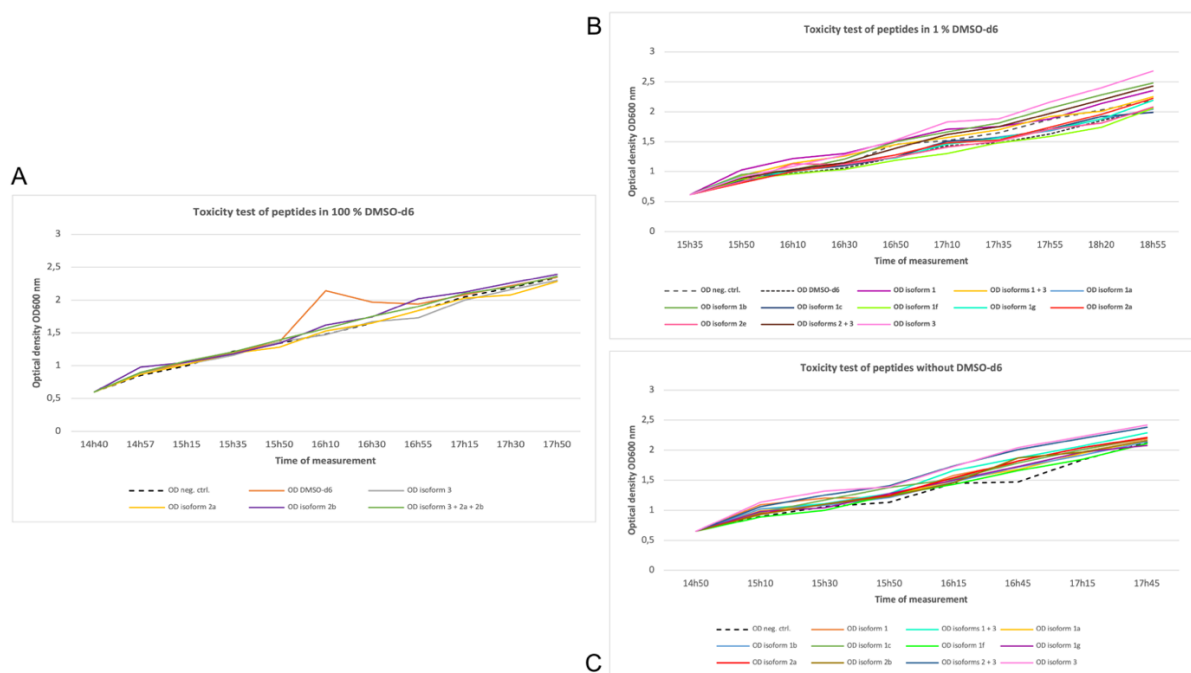 A
Toxicity test of peptides in 100 % DMSO-d6
Optical density OD600 nm
3
2,5
2
1,5
1
0,5
0
14h40 14h57 15h15 15h35 15h50 16h10 16h30 16h55 17h15 17h30 17h50
Time of measurement
OD neg. ctrl. OD DMSO-d6 OD isoform 3
OD isoform 2a OD isoform 2b OD isoform 3 + 2a + 2b
B
Toxicity test of peptides in 1 % DMSO-d6
Optical density OD600 nm
3
2,5
2
1,5
1
0,5
0
15h35 15h50 16h10 16h30 16h50 17h10 17h35 17h55 18h20 18h55
Time of measurement
OD neg. ctrl. OD DMSO-d6 OD isoform 1 OD isoforms 1 + 3 OD isoform 1a
OD isoform 1b OD isoform 1c OD isoform 1f OD isoform 1g OD isoform 2a
OD isoform 2e OD isoforms 2 + 3 OD isoform 3
C
Toxicity test of peptides without DMSO-d6
Optical density OD600 nm
3
2,5
2
1,5
1
0,5
0
14h50 15h10 15h30 15h50 16h15 16h45 17h15 17h45
Time of measurement
OD neg. ctrl. OD isoform 1 OD isoforms 1 + 3 OD isoform 1a
OD isoform 1b OD isoform 1c OD isoform 1f OD isoform 1g
OD isoform 2a OD isoform 2b OD isoforms 2 + 3 OD isoform 3